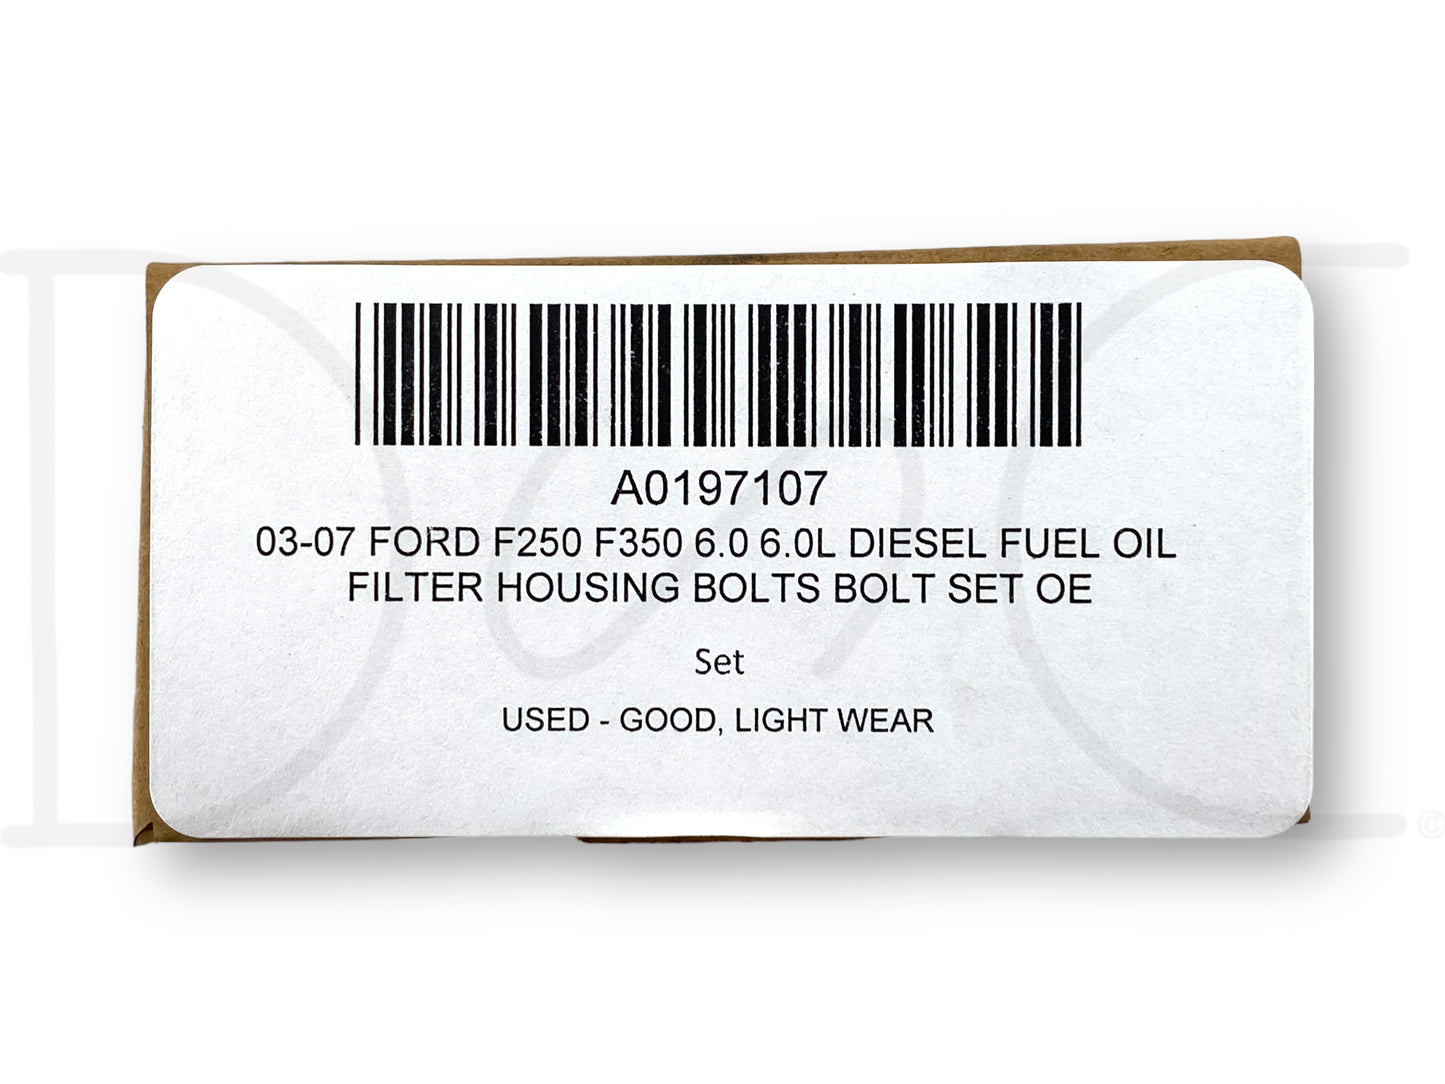 A0197107
03-07 FORD F250 F350 6.0 6.0L DIESEL FUEL OIL
FILTER HOUSING BOLTS BOLT SET OE
Set
USED - GOOD, LIGHT WEAR
©